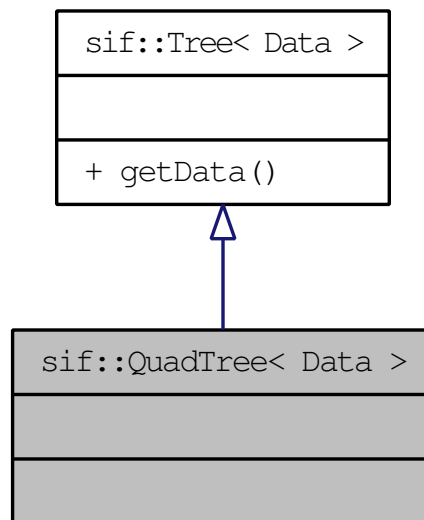 sif::Tree< Data >
+ getData()
sif::QuadTree< Data >